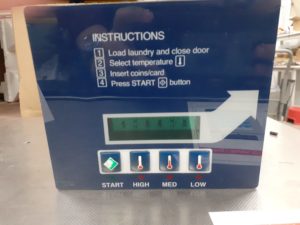 INSTRUCTIONS
1 Load laundry and close door
2 Select temperature
3 Insert coins/card
4 Press START button
START HIGH MED LOW